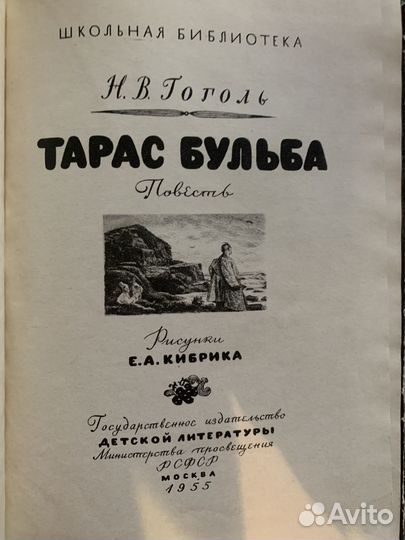 ШКОЛЬНАЯ БИБЛИОТЕКА
Н.В.Гоголь
ТАРАС БУЛЬБА
Повесть
Рисунки
Е.А.КИБРИКА
Государственное издательство
ДЕТСКОЙ ЛИТЕРАТУРЫ
Министерства просвещения
РСФСР
МОСКВА
1955
Avito